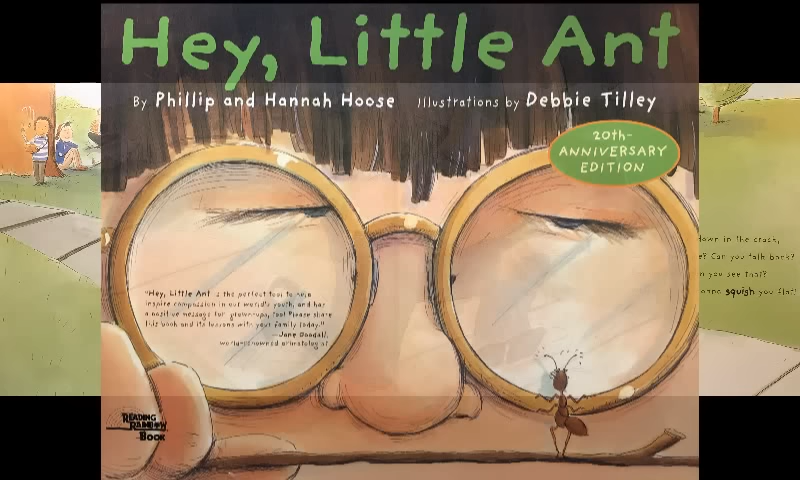 Hey, Little Ant
By Phillip and Hannah Hoose Illustrations by Debbie Tilley
20th-
ANNIVERSARY
EDITION
"Hey, Little Ant is the perfect tool to help
inspire compassion in our world's youth, and has
a positive message for grown-ups, too! Please share
this book and its lessons with your family today."
—Jane Goodall,
world-renowned primatologist
READING
RAINBOW
BOOK
down in the crack,
Can you talk back?
you see that?
squish you flat!